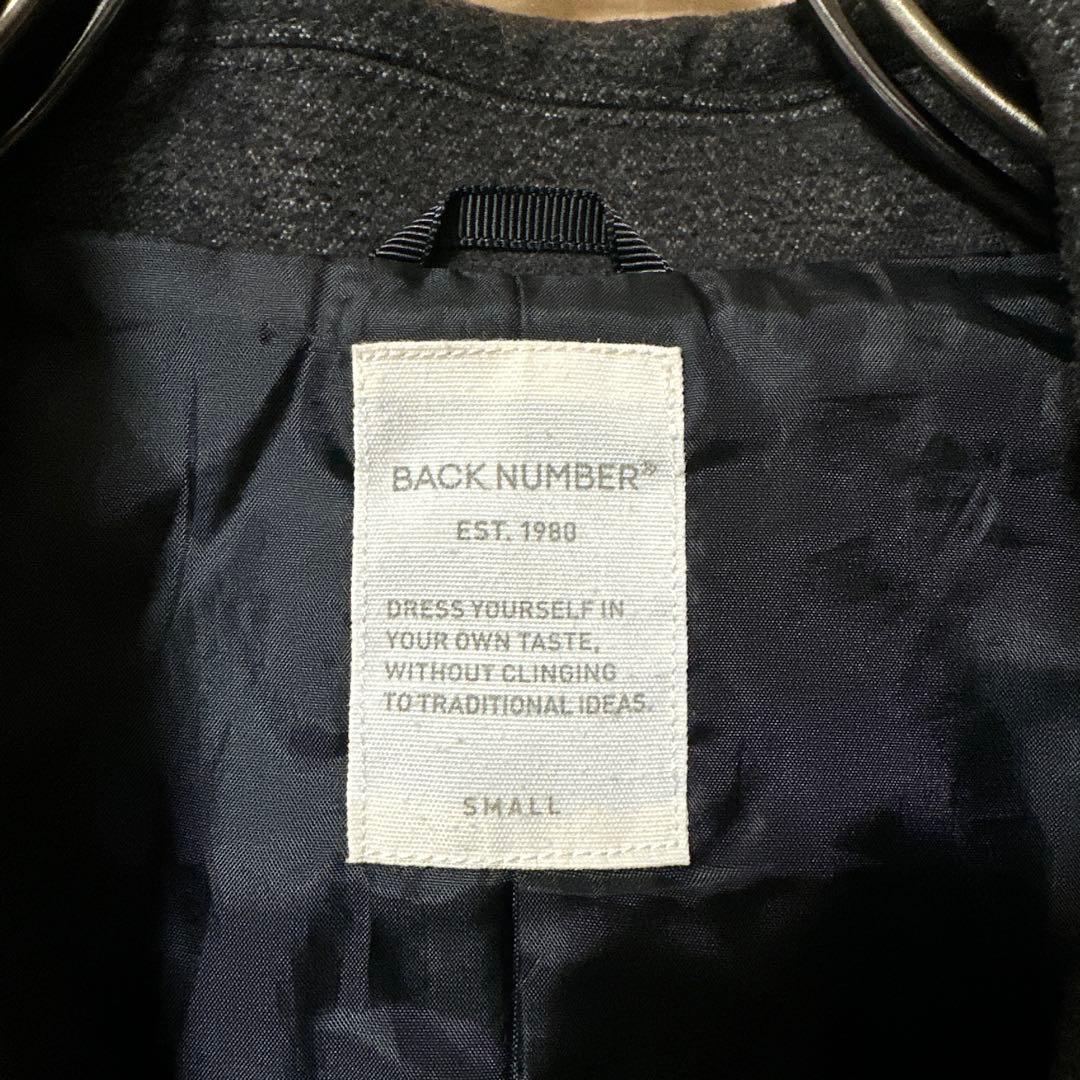 BACK NUMBER®
EST. 1980
DRESS YOURSELF IN
YOUR OWN TASTE,
WITHOUT CLINGING
TO TRADITIONAL IDEAS.
SMALL